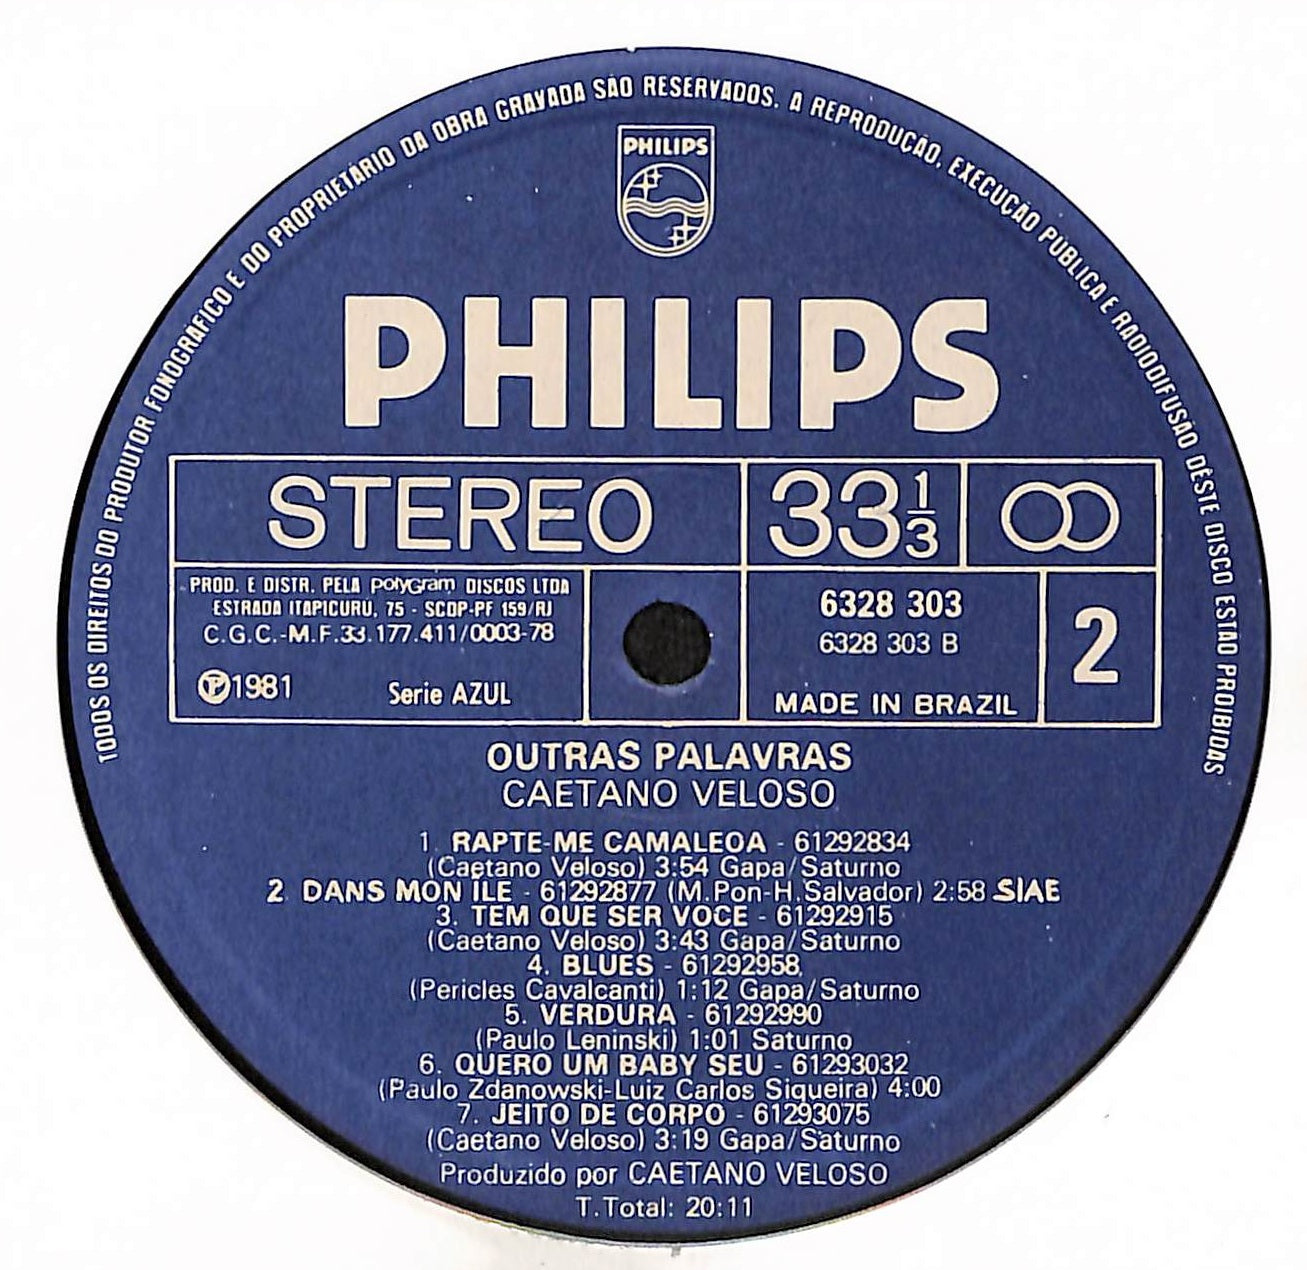 TODOS OS DIREITOS DO PRODUTOR FONOGRÁFICO E DO PROPRIETÁRIO DA OBRA GRAVADA SÃO RESERVADOS. A REPRODUÇÃO, EXECUÇÃO PÚBLICA E RADIODIFUSÃO DÊSTE DISCO ESTÃO PROIBIDAS
PHILIPS
PHILIPS
STEREO
33 1/3
PROD. E DISTR. PELA polyGram DISCOS LTDA
ESTRADA ITAPICURU, 75 - SCDP-PF 159/RJ
C.G.C.-M.F.33.177.411/0003-78
Ⓟ1981 Serie AZUL
6328 303
6328 303 B
MADE IN BRAZIL
2
OUTRAS PALAVRAS
CAETANO VELOSO
1. RAPTE-ME CAMALEOA - 61292834
(Caetano Veloso) 3:54 Gapa/Saturno
2. DANS MON ÎLE - 61292877 (M.Pon-H.Salvador) 2:58 SIAE
3. TEM QUE SER VOCE - 61292915
(Caetano Veloso) 3:43 Gapa/Saturno
4. BLUES - 61292958
(Pericles Cavalcanti) 1:12 Gapa/Saturno
5. VERDURA - 61292990
(Paulo Leninski) 1:01 Saturno
6. QUERO UM BABY SEU - 61293032
(Paulo Zdanowski-Luiz Carlos Siqueira) 4:00
7. JEITO DE CORPO - 61293075
(Caetano Veloso) 3:19 Gapa/Saturno
Produzido por CAETANO VELOSO
T.Total: 20:11